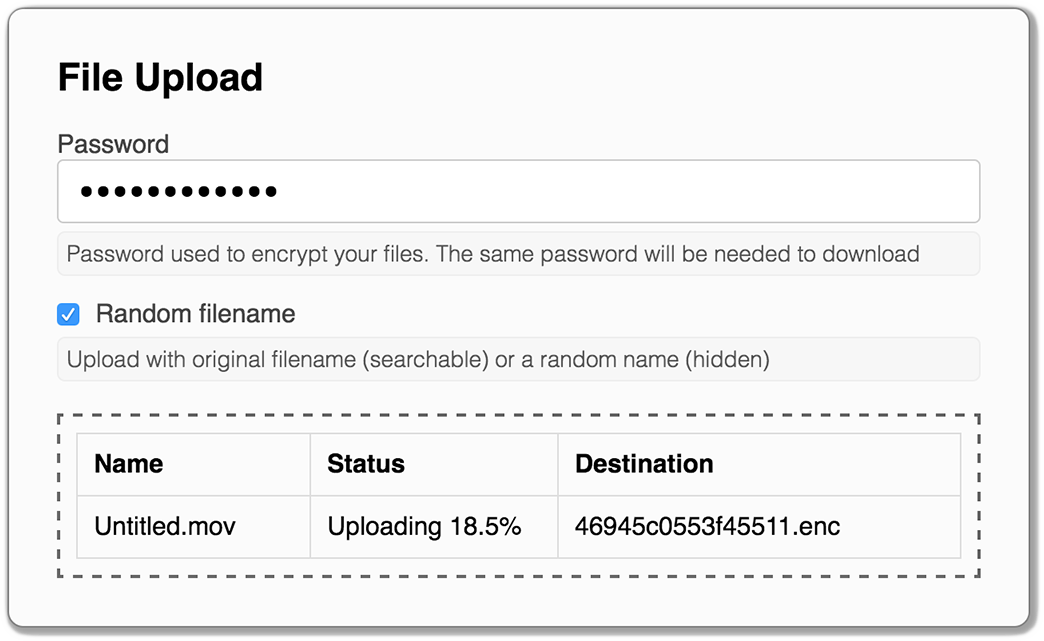 File Upload
Password
••••••••••••
Password used to encrypt your files. The same password will be needed to download
Random filename
Upload with original filename (searchable) or a random name (hidden)
Name Status Destination
Untitled.mov Uploading 18.5% 46945c0553f45511.enc